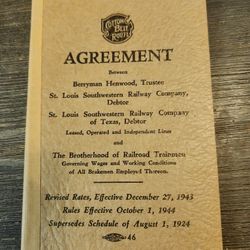 COTTON
BELT
ROUTE
AGREEMENT
Between
Berryman Henwood, Trustee
St. Louis Southwestern Railway Company,
Debtor
St. Louis Southwestern Railway Company
of Texas, Debtor
Leased, Operated and Independent Lines
and
The Brotherhood of Railroad Trainmen
Governing Wages and Working Conditions
of All Brakemen Employed Thereon.
Revised Rates, Effective December 27, 1943
Rules Effective October 1, 1944
Supersedes Schedule of August 1, 1924
46